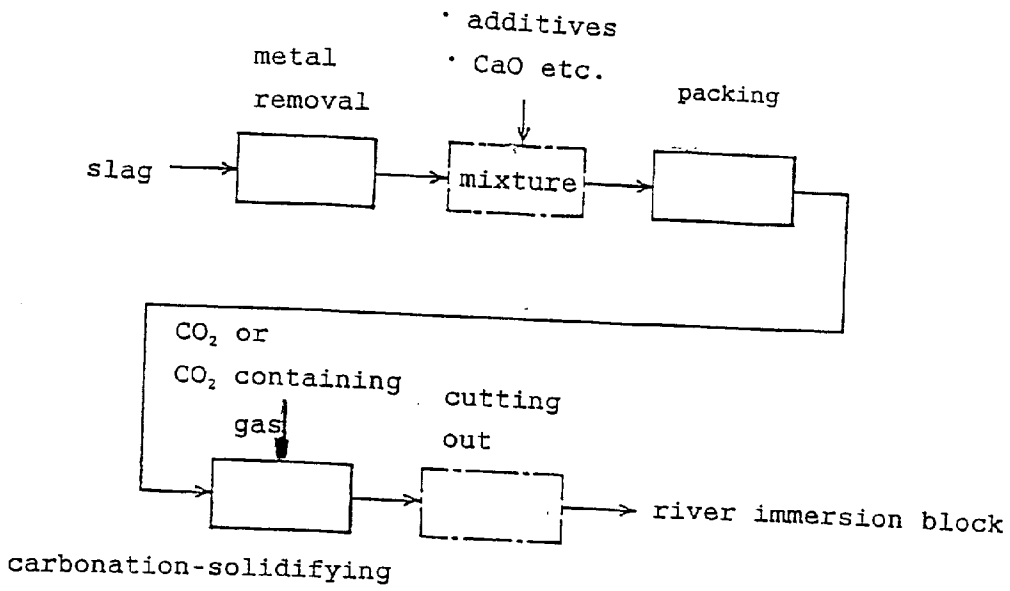 · additives
· CaO etc.
metal
removal
packing
slag
mixture
CO₂ or
CO₂ containing
gas
cutting
out
river immersion block
carbonation-solidifying